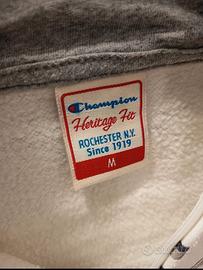 Champion
Heritage Fit
ROCHESTER N.Y.
Since 1919
M